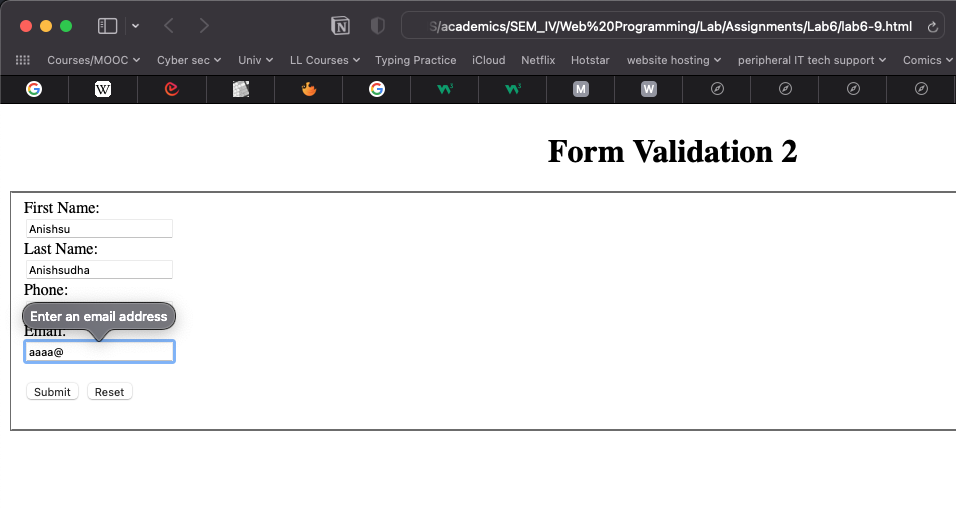 S/academics/SEM_IV/Web%20Programming/Lab/Assignments/Lab6/lab6-9.html
Courses/MOOC Cyber sec Univ LL Courses Typing Practice iCloud Netflix Hotstar website hosting peripheral IT tech support Comics
G W G W3 W3 M W
Form Validation 2
First Name:
Anishsu
Last Name:
Anishsudha
Phone:
Enter an email address
Email:
aaaa@
Submit Reset